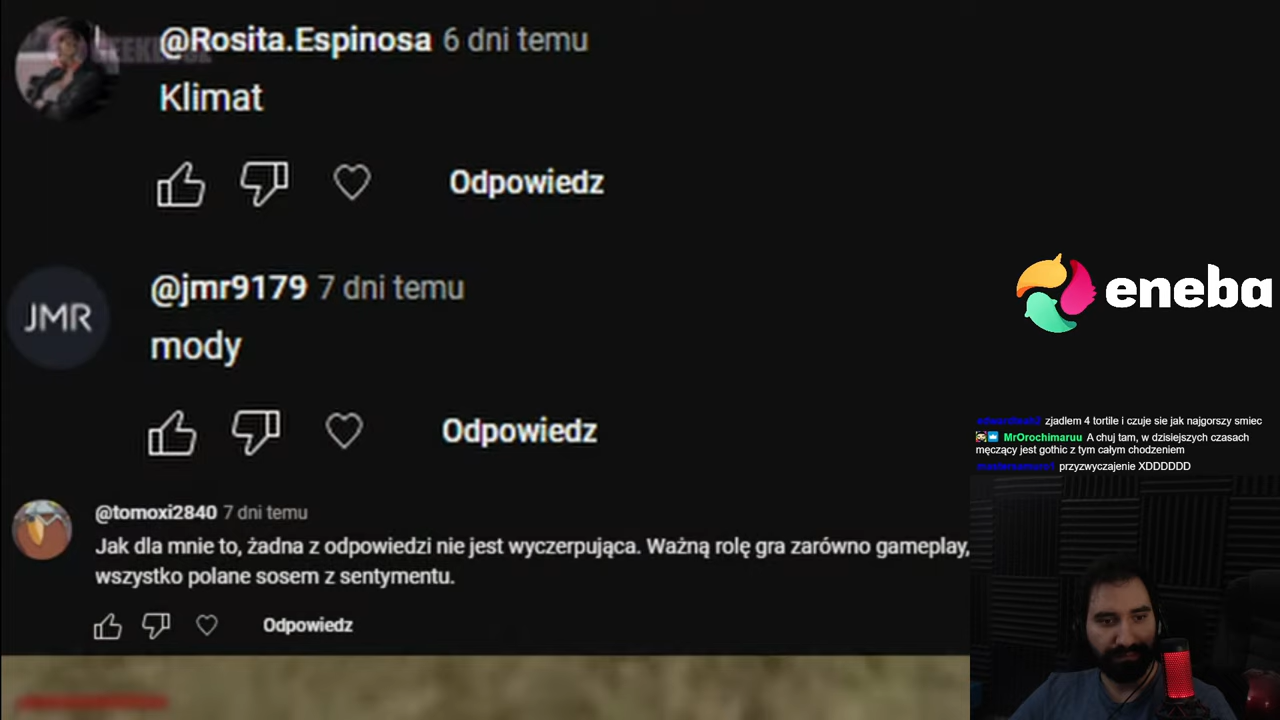 @Rosita.Espinosa 6 dni temu
Klimat
Odpowiedz
JMR
@jmr9179 7 dni temu
mody
Odpowiedz
@tomoxi2840 7 dni temu
Jak dla mnie to, żadna z odpowiedzi nie jest wyczerpująca. Ważną rolę gra zarówno gameplay,
wszystko polane sosem z sentymentu.
Odpowiedz
eneba
zjadlem 4 tortile i czuje sie jak najgorszy smiec
MrOrochimaruu A chuj tam, w dzisiejszych czasach
męczący jest gothic z tym całym chodzeniem
przyzwyczajenie XDDDDDD